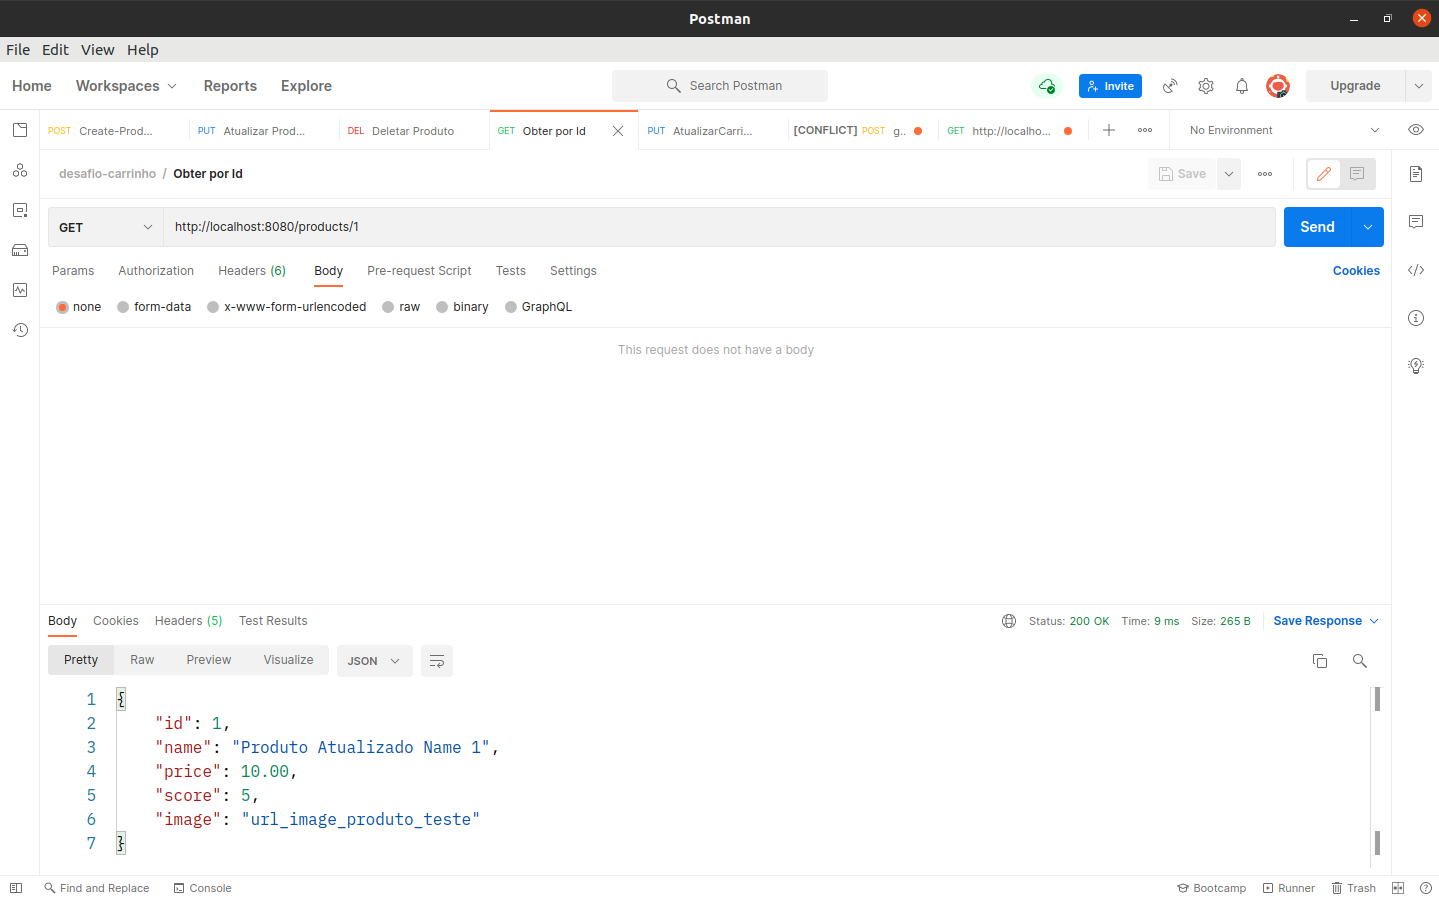 Postman
File Edit View Help
Home Workspaces Reports Explore Search Postman Invite Upgrade
POST Create-Prod... PUT Atualizar Prod... DEL Deletar Produto GET Obter por Id PUT AtualizarCarri... [CONFLICT] POST g.. GET http://localho... No Environment
desafio-carrinho / Obter por Id Save
GET http://localhost:8080/products/1 Send
Params Authorization Headers (6) Body Pre-request Script Tests Settings Cookies
none form-data x-www-form-urlencoded raw binary GraphQL
This request does not have a body
Body Cookies Headers (5) Test Results Status: 200 OK Time: 9 ms Size: 265 B Save Response
Pretty Raw Preview Visualize JSON
1 {
2 "id": 1,
3 "name": "Produto Atualizado Name 1",
4 "price": 10.00,
5 "score": 5,
6 "image": "url_image_produto_teste"
7 }
Find and Replace Console Bootcamp Runner Trash